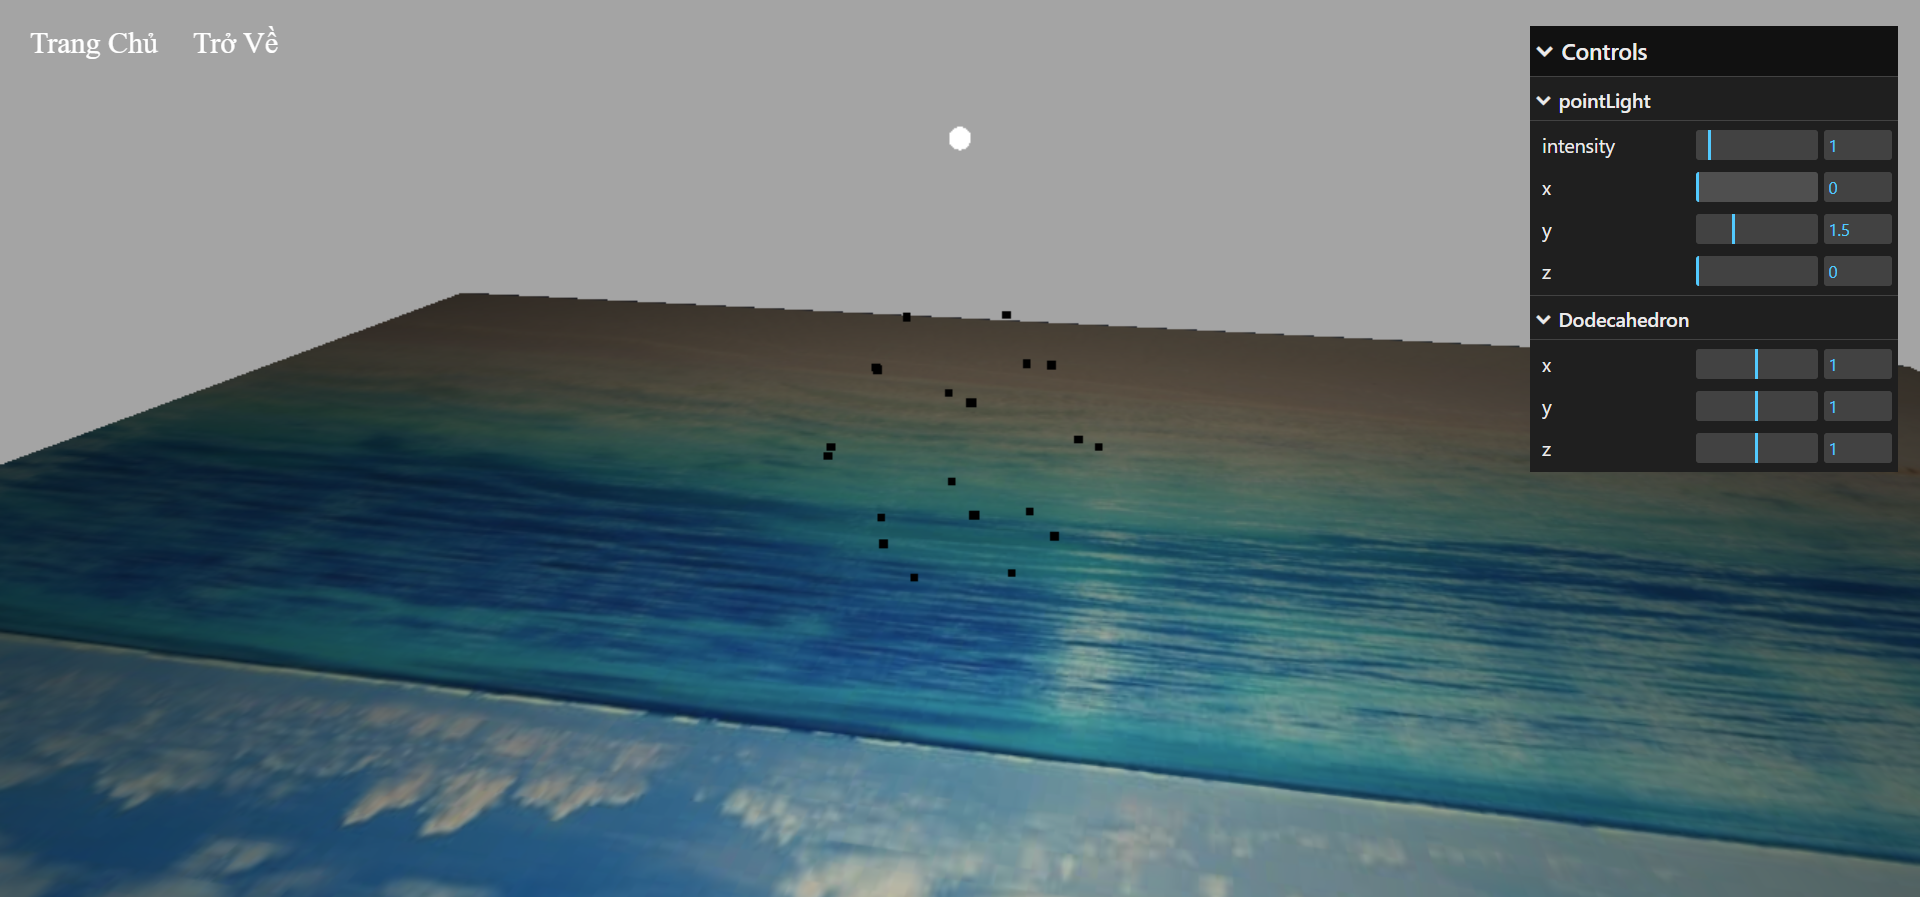 Trang Chủ Trở Về
Controls
pointLight
intensity 1
x 0
y 1.5
z 0
Dodecahedron
x 1
y 1
z 1